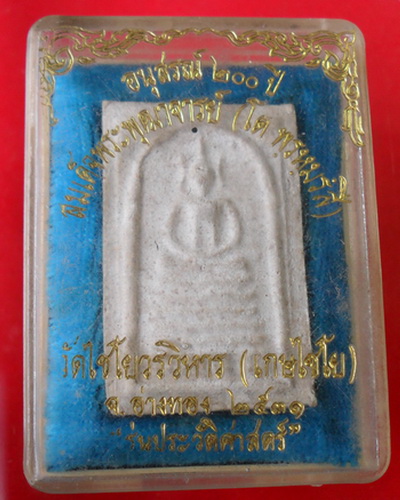 อนุสรณ์ ๒๐๐ ปี
สมเด็จพระพุฒาจารย์ (โต พฺรหฺมรํสี)
วัดไชโยวรวิหาร (เกษไชโย)
จ. อ่างทอง ๒๕๓๑
"รุ่นประวัติศาสตร์"